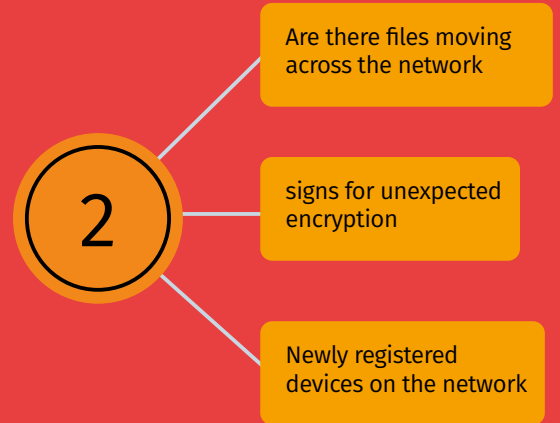 Are there files moving
across the network
2
signs for unexpected
encryption
Newly registered
devices on the network